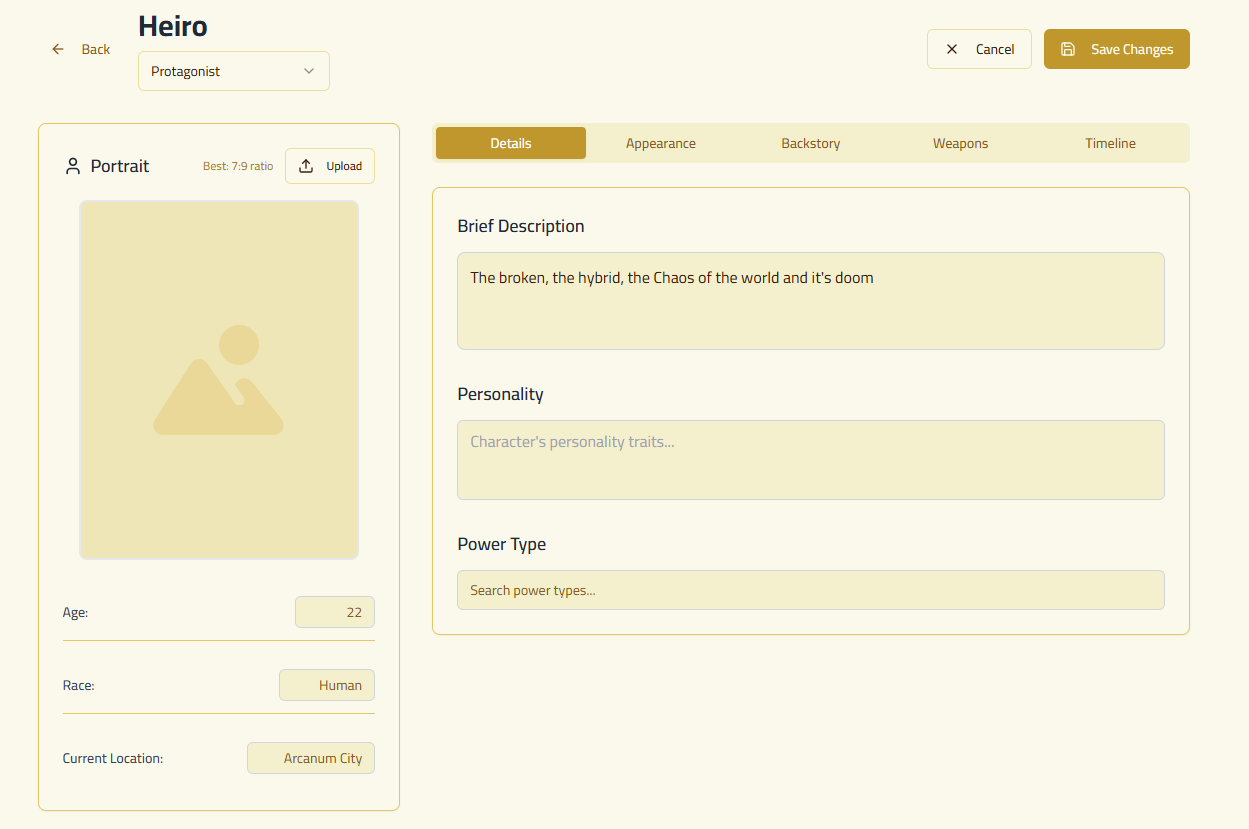 Heiro
Back
Protagonist
Cancel
Save Changes
Portrait
Best: 7:9 ratio
Upload
Age:
22
Race:
Human
Current Location:
Arcanum City
Details
Appearance
Backstory
Weapons
Timeline
Brief Description
The broken, the hybrid, the Chaos of the world and it's doom
Personality
Character's personality traits...
Power Type
Search power types...